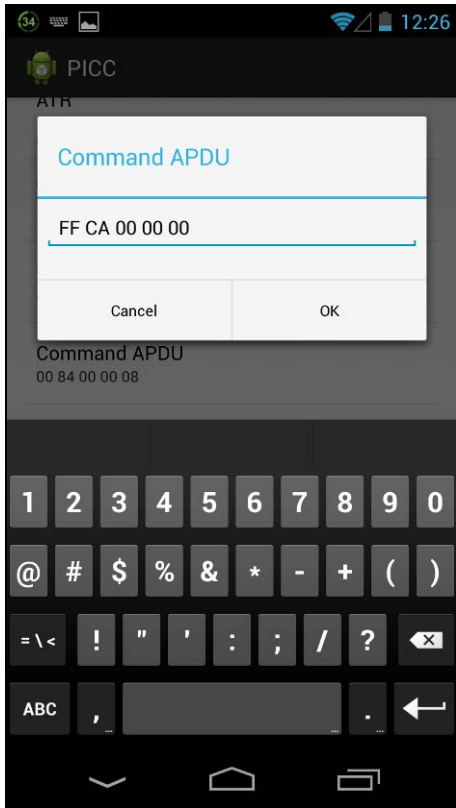 34
12:26
PICC
ATR
Command APDU
FF CA 00 00 00
Cancel
OK
Command APDU
00 84 00 00 08
1 2 3 4 5 6 7 8 9 0
@ # $ % & * - + ( )
= \ < ! " ' : ; / ?
ABC , .